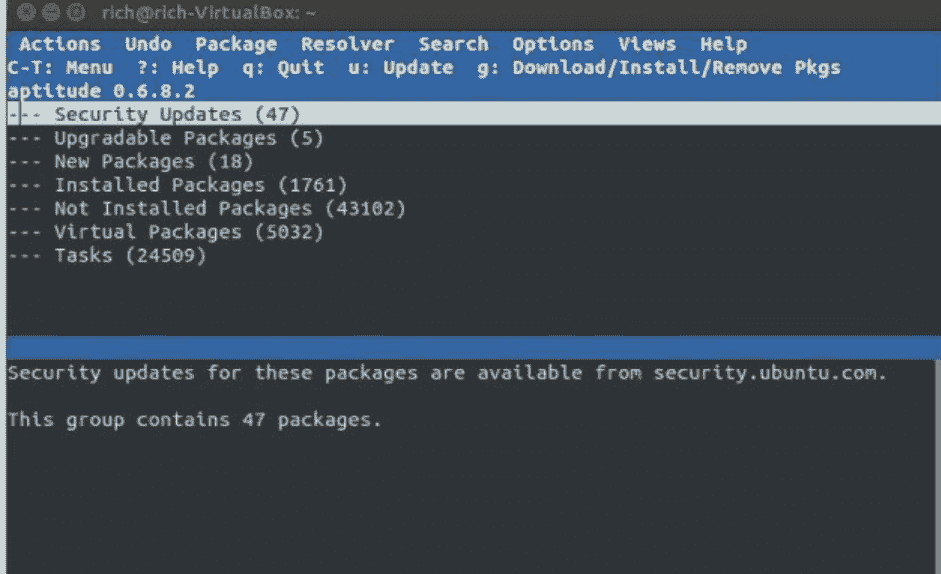 rich@rich-VirtualBox: ~
Actions Undo Package Resolver Search Options Views Help
C-T: Menu ?: Help q: Quit u: Update g: Download/Install/Remove Pkgs
aptitude 0.6.8.2
--- Security Updates (47)
--- Upgradable Packages (5)
--- New Packages (18)
--- Installed Packages (1761)
--- Not Installed Packages (43102)
--- Virtual Packages (5032)
--- Tasks (24509)
Security updates for these packages are available from security.ubuntu.com.
This group contains 47 packages.